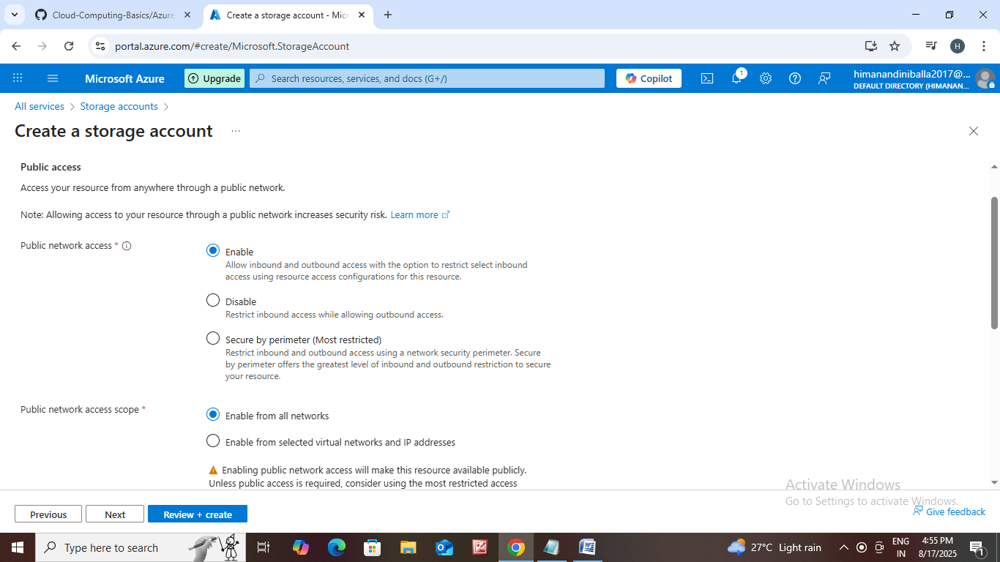 Cloud-Computing-Basics/Azure
Create a storage account - Micr
portal.azure.com/#create/Microsoft.StorageAccount
H
Microsoft Azure
Upgrade
Search resources, services, and docs (G+/)
Copilot
1
himanandiniballa2017@...
DEFAULT DIRECTORY (HIMANAN...
All services > Storage accounts >
Create a storage account ...
Public access
Access your resource from anywhere through a public network.
Note: Allowing access to your resource through a public network increases security risk. Learn more
Public network access *
Enable
Allow inbound and outbound access with the option to restrict select inbound
access using resource access configurations for this resource.
Disable
Restrict inbound access while allowing outbound access.
Secure by perimeter (Most restricted)
Restrict inbound and outbound access using a network security perimeter. Secure
by perimeter offers the greatest level of inbound and outbound restriction to secure
your resource.
Public network access scope *
Enable from all networks
Enable from selected virtual networks and IP addresses
Enabling public network access will make this resource available publicly.
Unless public access is required, consider using the most restricted access
Activate Windows
Go to Settings to activate Windows.
Previous
Next
Review + create
Give feedback
Type here to search
27°C Light rain
ENG
IN
4:55 PM
8/17/2025
1